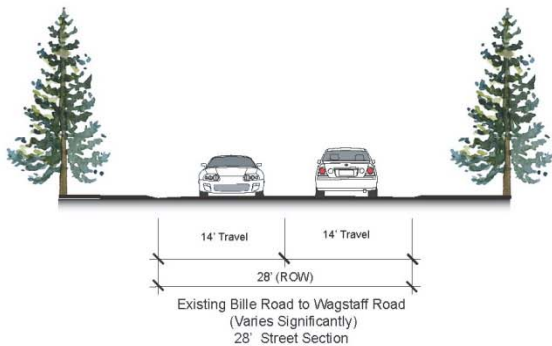 14' Travel 14' Travel
28' (ROW)
Existing Bille Road to Wagstaff Road
(Varies Significantly)
28' Street Section